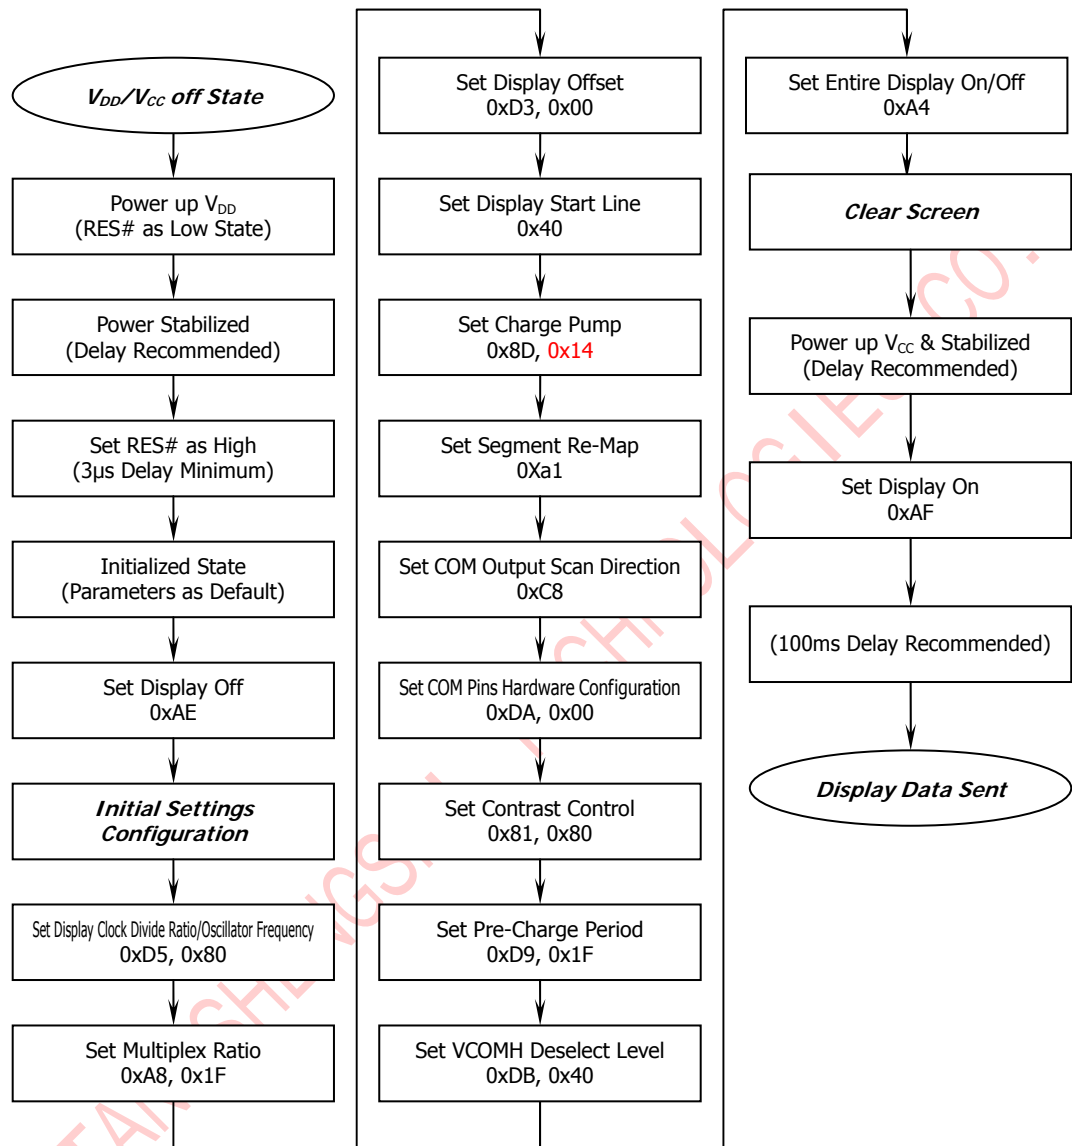 V_DD/V_CC off State
Power up V_DD
(RES# as Low State)
Power Stabilized
(Delay Recommended)
Set RES# as High
(3µs Delay Minimum)
Initialized State
(Parameters as Default)
Set Display Off
0xAE
Initial Settings
Configuration
Set Display Clock Divide Ratio/Oscillator Frequency
0xD5, 0x80
Set Multiplex Ratio
0xA8, 0x1F
Set Display Offset
0xD3, 0x00
Set Display Start Line
0x40
Set Charge Pump
0x8D, 0x14
Set Segment Re-Map
0Xa1
Set COM Output Scan Direction
0xC8
Set COM Pins Hardware Configuration
0xDA, 0x00
Set Contrast Control
0x81, 0x80
Set Pre-Charge Period
0xD9, 0x1F
Set VCOMH Deselect Level
0xDB, 0x40
Set Entire Display On/Off
0xA4
Clear Screen
Power up V_CC & Stabilized
(Delay Recommended)
Set Display On
0xAF
(100ms Delay Recommended)
Display Data Sent